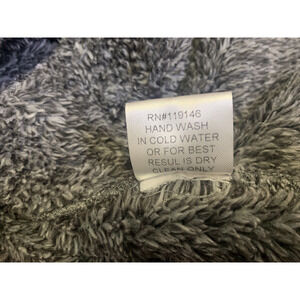 RN#119146
HAND WASH
IN COLD WATER
OR FOR BEST
RESUL IS DRY
CLEAN ONLY